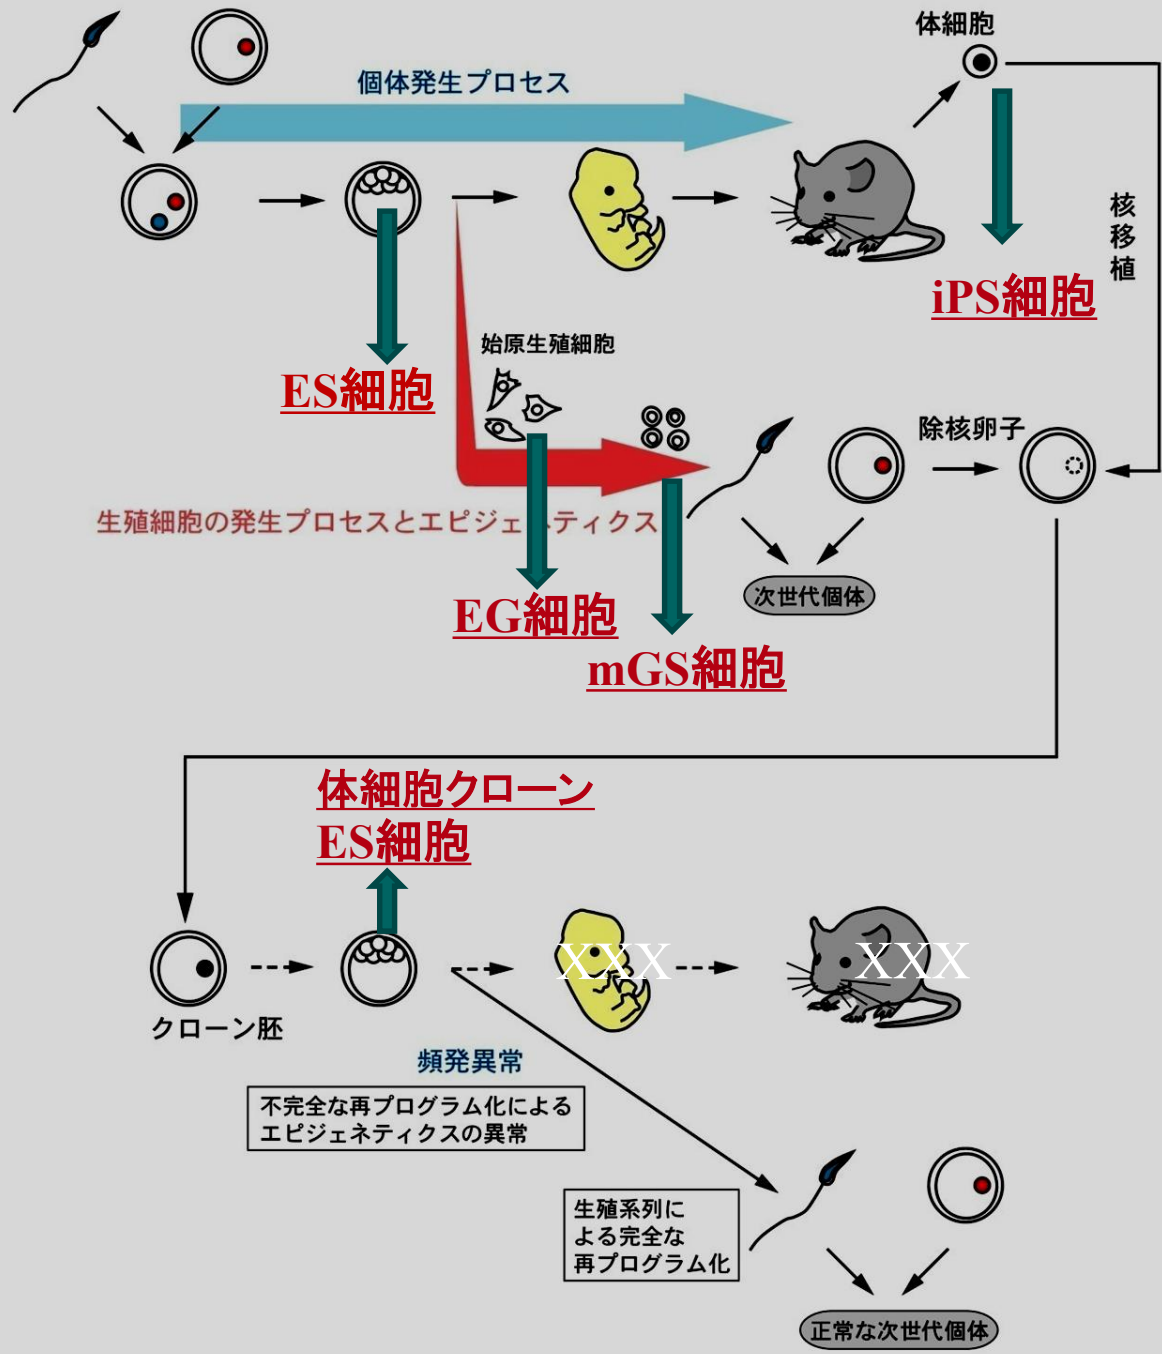 体細胞
個体発生プロセス
核移植
iPS細胞
始原生殖細胞
ES細胞
除核卵子
生殖細胞の発生プロセスとエピジェネティクス
次世代個体
EG細胞
mGS細胞
体細胞クローン
ES細胞
XXX
XXX
クローン胚
頻発異常
不完全な再プログラム化による
エピジェネティクスの異常
生殖系列に
よる完全な
再プログラム化
正常な次世代個体